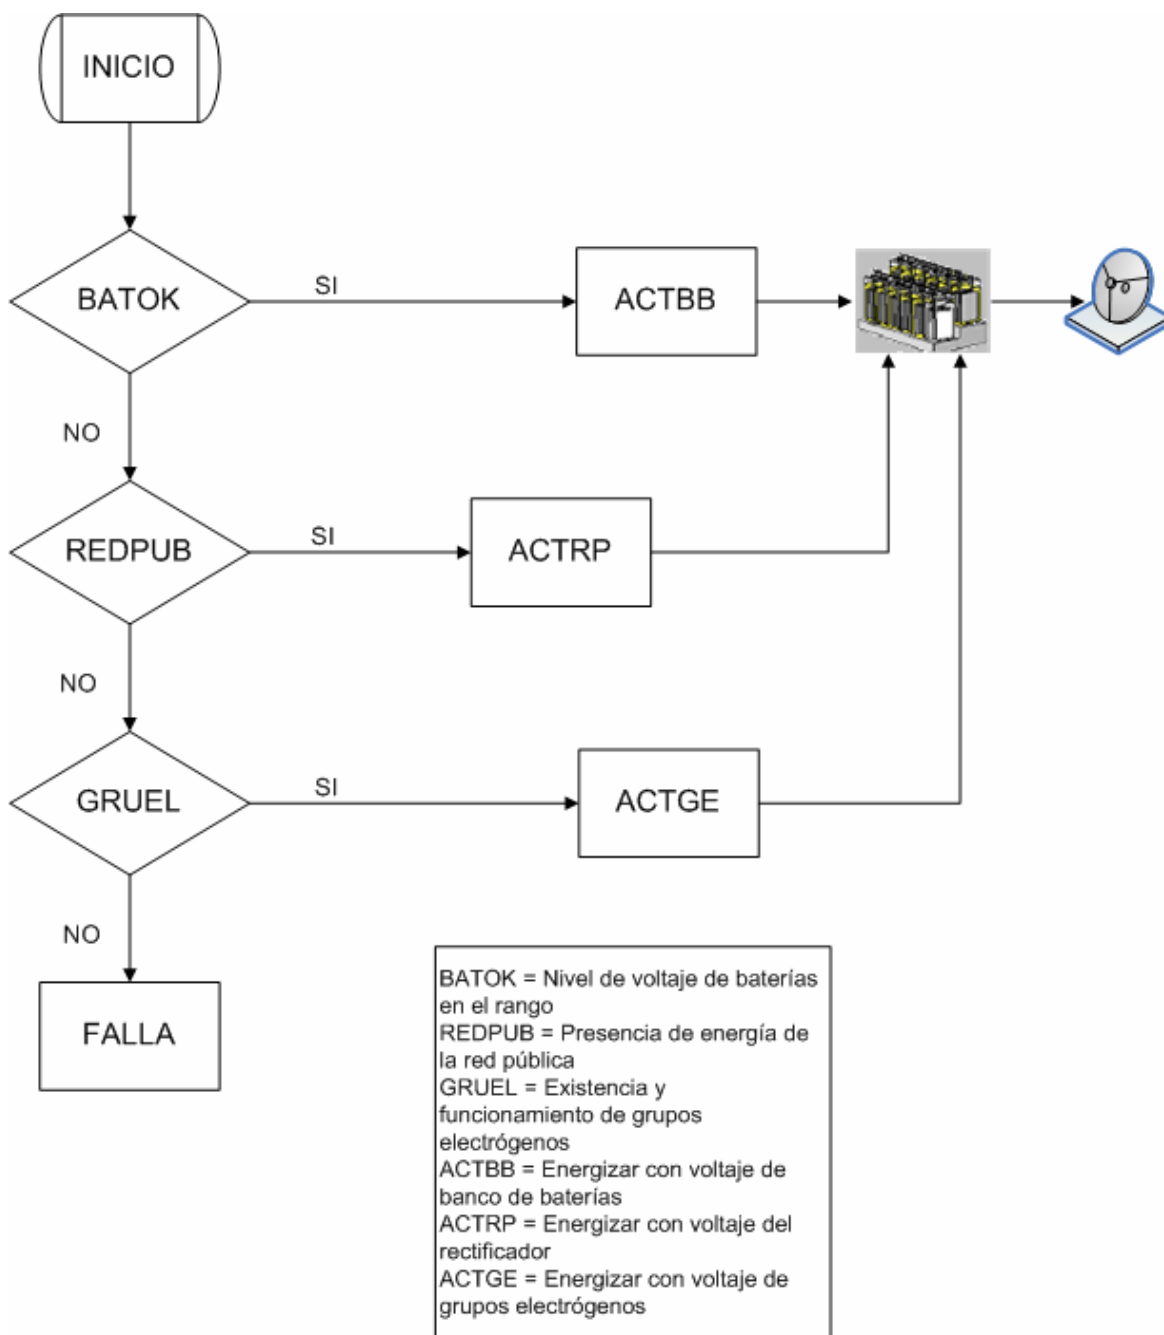 INICIO
BATOK
SI
ACTBB
NO
REDPUB
SI
ACTRP
NO
GRUEL
SI
ACTGE
NO
FALLA
BATOK = Nivel de voltaje de baterías
en el rango
REDPUB = Presencia de energía de
la red pública
GRUEL = Existencia y
funcionamiento de grupos
electrógenos
ACTBB = Energizar con voltaje de
banco de baterías
ACTRP = Energizar con voltaje del
rectificador
ACTGE = Energizar con voltaje de
grupos electrógenos